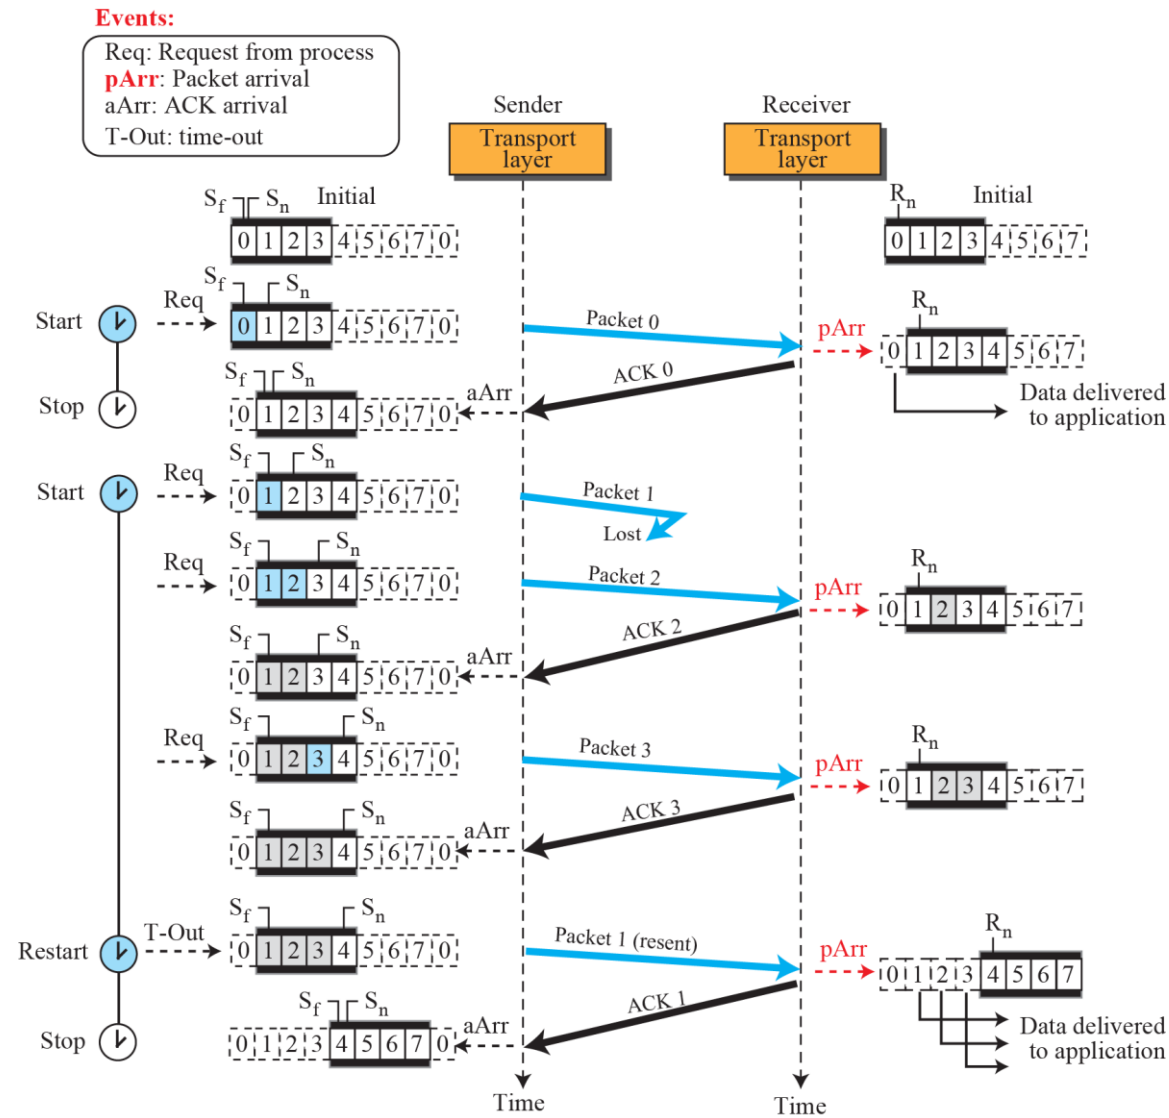 Events:
Req: Request from process
pArr: Packet arrival
aArr: ACK arrival
T-Out: time-out
Sender
Receiver
Transport layer
Transport layer
Sf Sn Initial
0 1 2 3 4 5 6 7 0
Rn Initial
0 1 2 3 4 5 6 7
Start
Req
Sf Sn
0 1 2 3 4 5 6 7 0
Packet 0
pArr
Rn
0 1 2 3 4 5 6 7
Data delivered
to application
Stop
Sf Sn
0 1 2 3 4 5 6 7 0
aArr
ACK 0
Start
Req
Sf Sn
0 1 2 3 4 5 6 7 0
Packet 1
Lost
Req
Sf Sn
0 1 2 3 4 5 6 7 0
Packet 2
pArr
Rn
0 1 2 3 4 5 6 7
Sf Sn
0 1 2 3 4 5 6 7 0
aArr
ACK 2
Req
Sf Sn
0 1 2 3 4 5 6 7 0
Packet 3
pArr
Rn
0 1 2 3 4 5 6 7
Sf Sn
0 1 2 3 4 5 6 7 0
aArr
ACK 3
Restart
T-Out
Sf Sn
0 1 2 3 4 5 6 7 0
Packet 1 (resent)
pArr
Rn
0 1 2 3 4 5 6 7
Data delivered
to application
Stop
Sf Sn
0 1 2 3 4 5 6 7 0
aArr
ACK 1
Time
Time